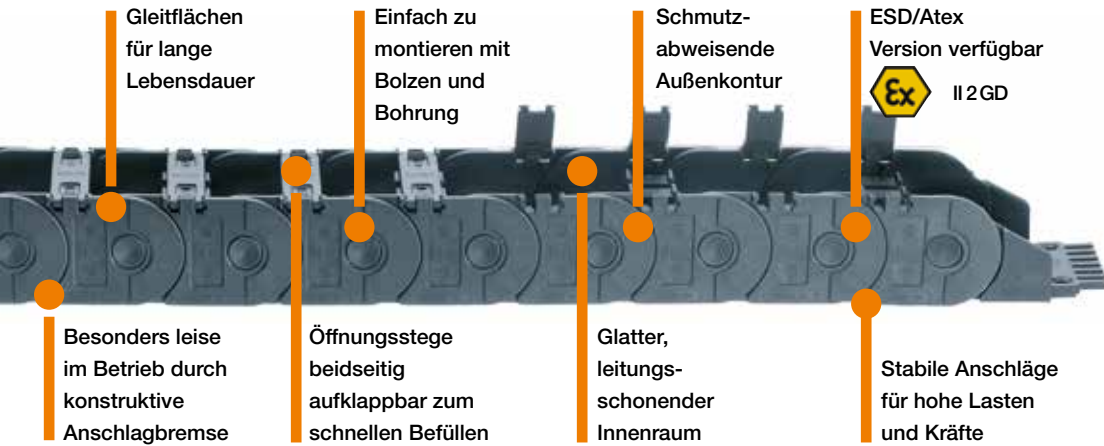 Gleitflächen
für lange
Lebensdauer
Einfach zu
montieren mit
Bolzen und
Bohrung
Schmutz-
abweisende
Außenkontur
ESD/Atex
Version verfügbar
Ex
II 2 GD
Besonders leise
im Betrieb durch
konstruktive
Anschlagbremse
Öffnungsstege
beidseitig
aufklappbar zum
schnellen Befüllen
Glatter,
leitungs-
schonender
Innenraum
Stabile Anschläge
für hohe Lasten
und Kräfte